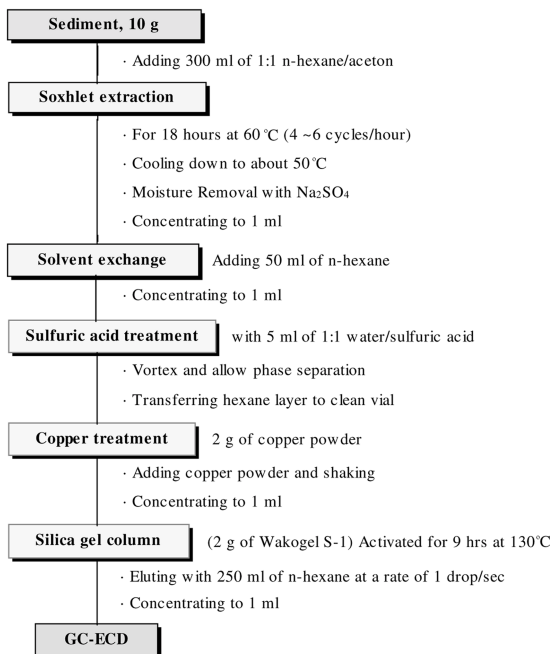 Sediment, 10 g
· Adding 300 ml of 1:1 n-hexane/aceton
Soxhlet extraction
· For 18 hours at 60℃ (4 ~6 cycles/hour)
· Cooling down to about 50℃
· Moisture Removal with Na₂SO₄
· Concentrating to 1 ml
Solvent exchange Adding 50 ml of n-hexane
· Concentrating to 1 ml
Sulfuric acid treatment with 5 ml of 1:1 water/sulfuric acid
· Vortex and allow phase separation
· Transferring hexane layer to clean vial
Copper treatment 2 g of copper powder
· Adding copper powder and shaking
· Concentrating to 1 ml
Silica gel column (2 g of Wakogel S-1) Activated for 9 hrs at 130℃
· Eluting with 250 ml of n-hexane at a rate of 1 drop/sec
· Concentrating to 1 ml
GC-ECD